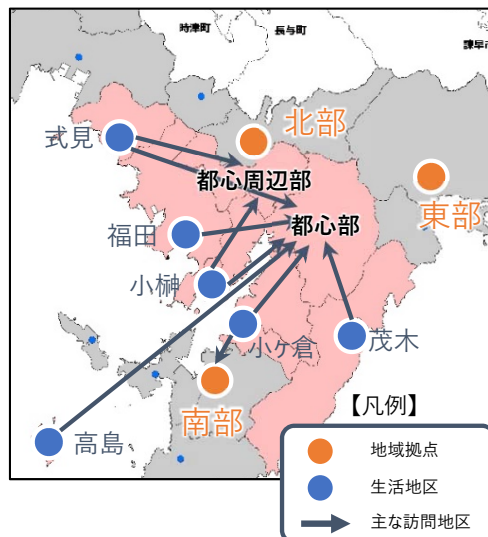 時津町
長与町
諫早市
式見
北部
都心周辺部
東部
福田
都心部
小榊
小ケ倉
茂木
南部
高島
【凡例】
地域拠点
生活地区
主な訪問地区